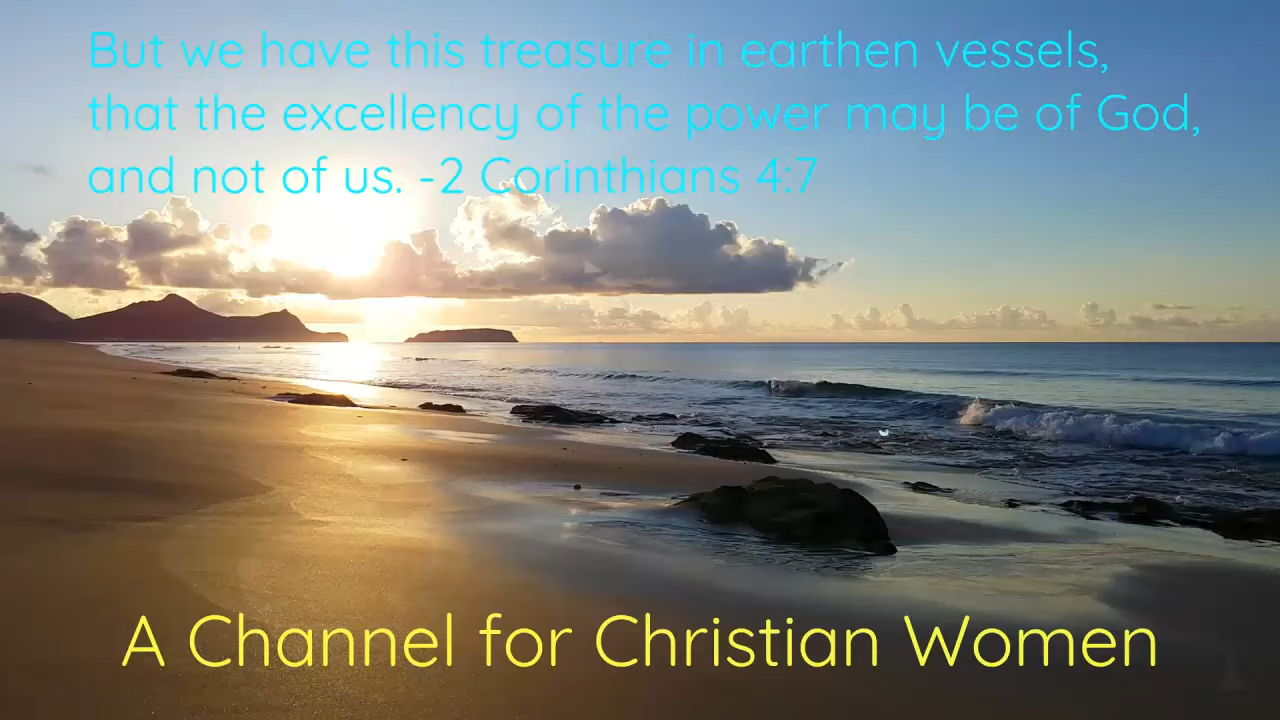 But we have this treasure in earthen vessels,
that the excellency of the power may be of God,
and not of us. -2 Corinthians 4:7
A Channel for Christian Women